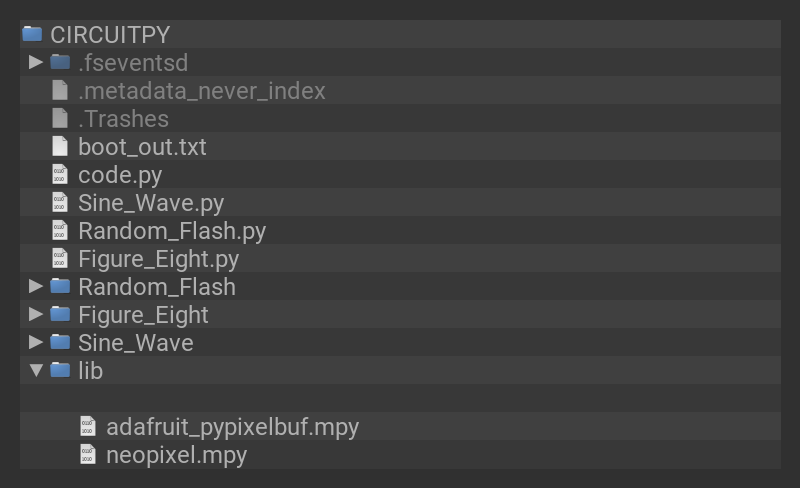 CIRCUITPY
.fseventsd
.metadata_never_index
.Trashes
boot_out.txt
code.py
Sine_Wave.py
Random_Flash.py
Figure_Eight.py
Random_Flash
Figure_Eight
Sine_Wave
lib
adafruit_pypixelbuf.mpy
neopixel.mpy